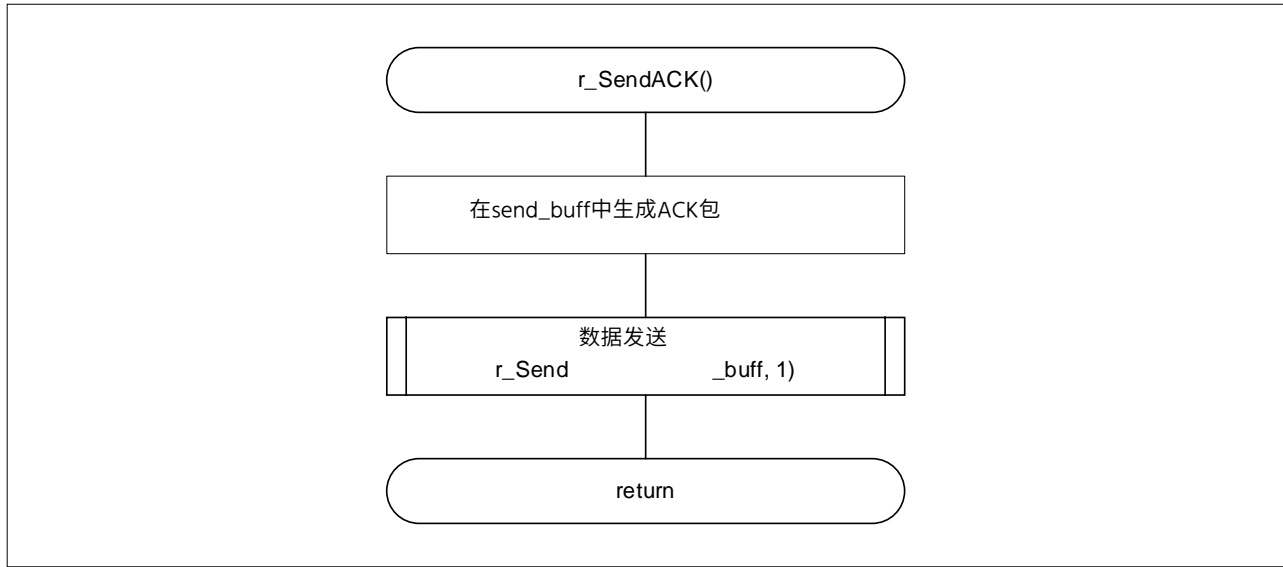 r_SendACK()
在send_buff中生成ACK包
数据发送
r_Send _buff, 1)
return